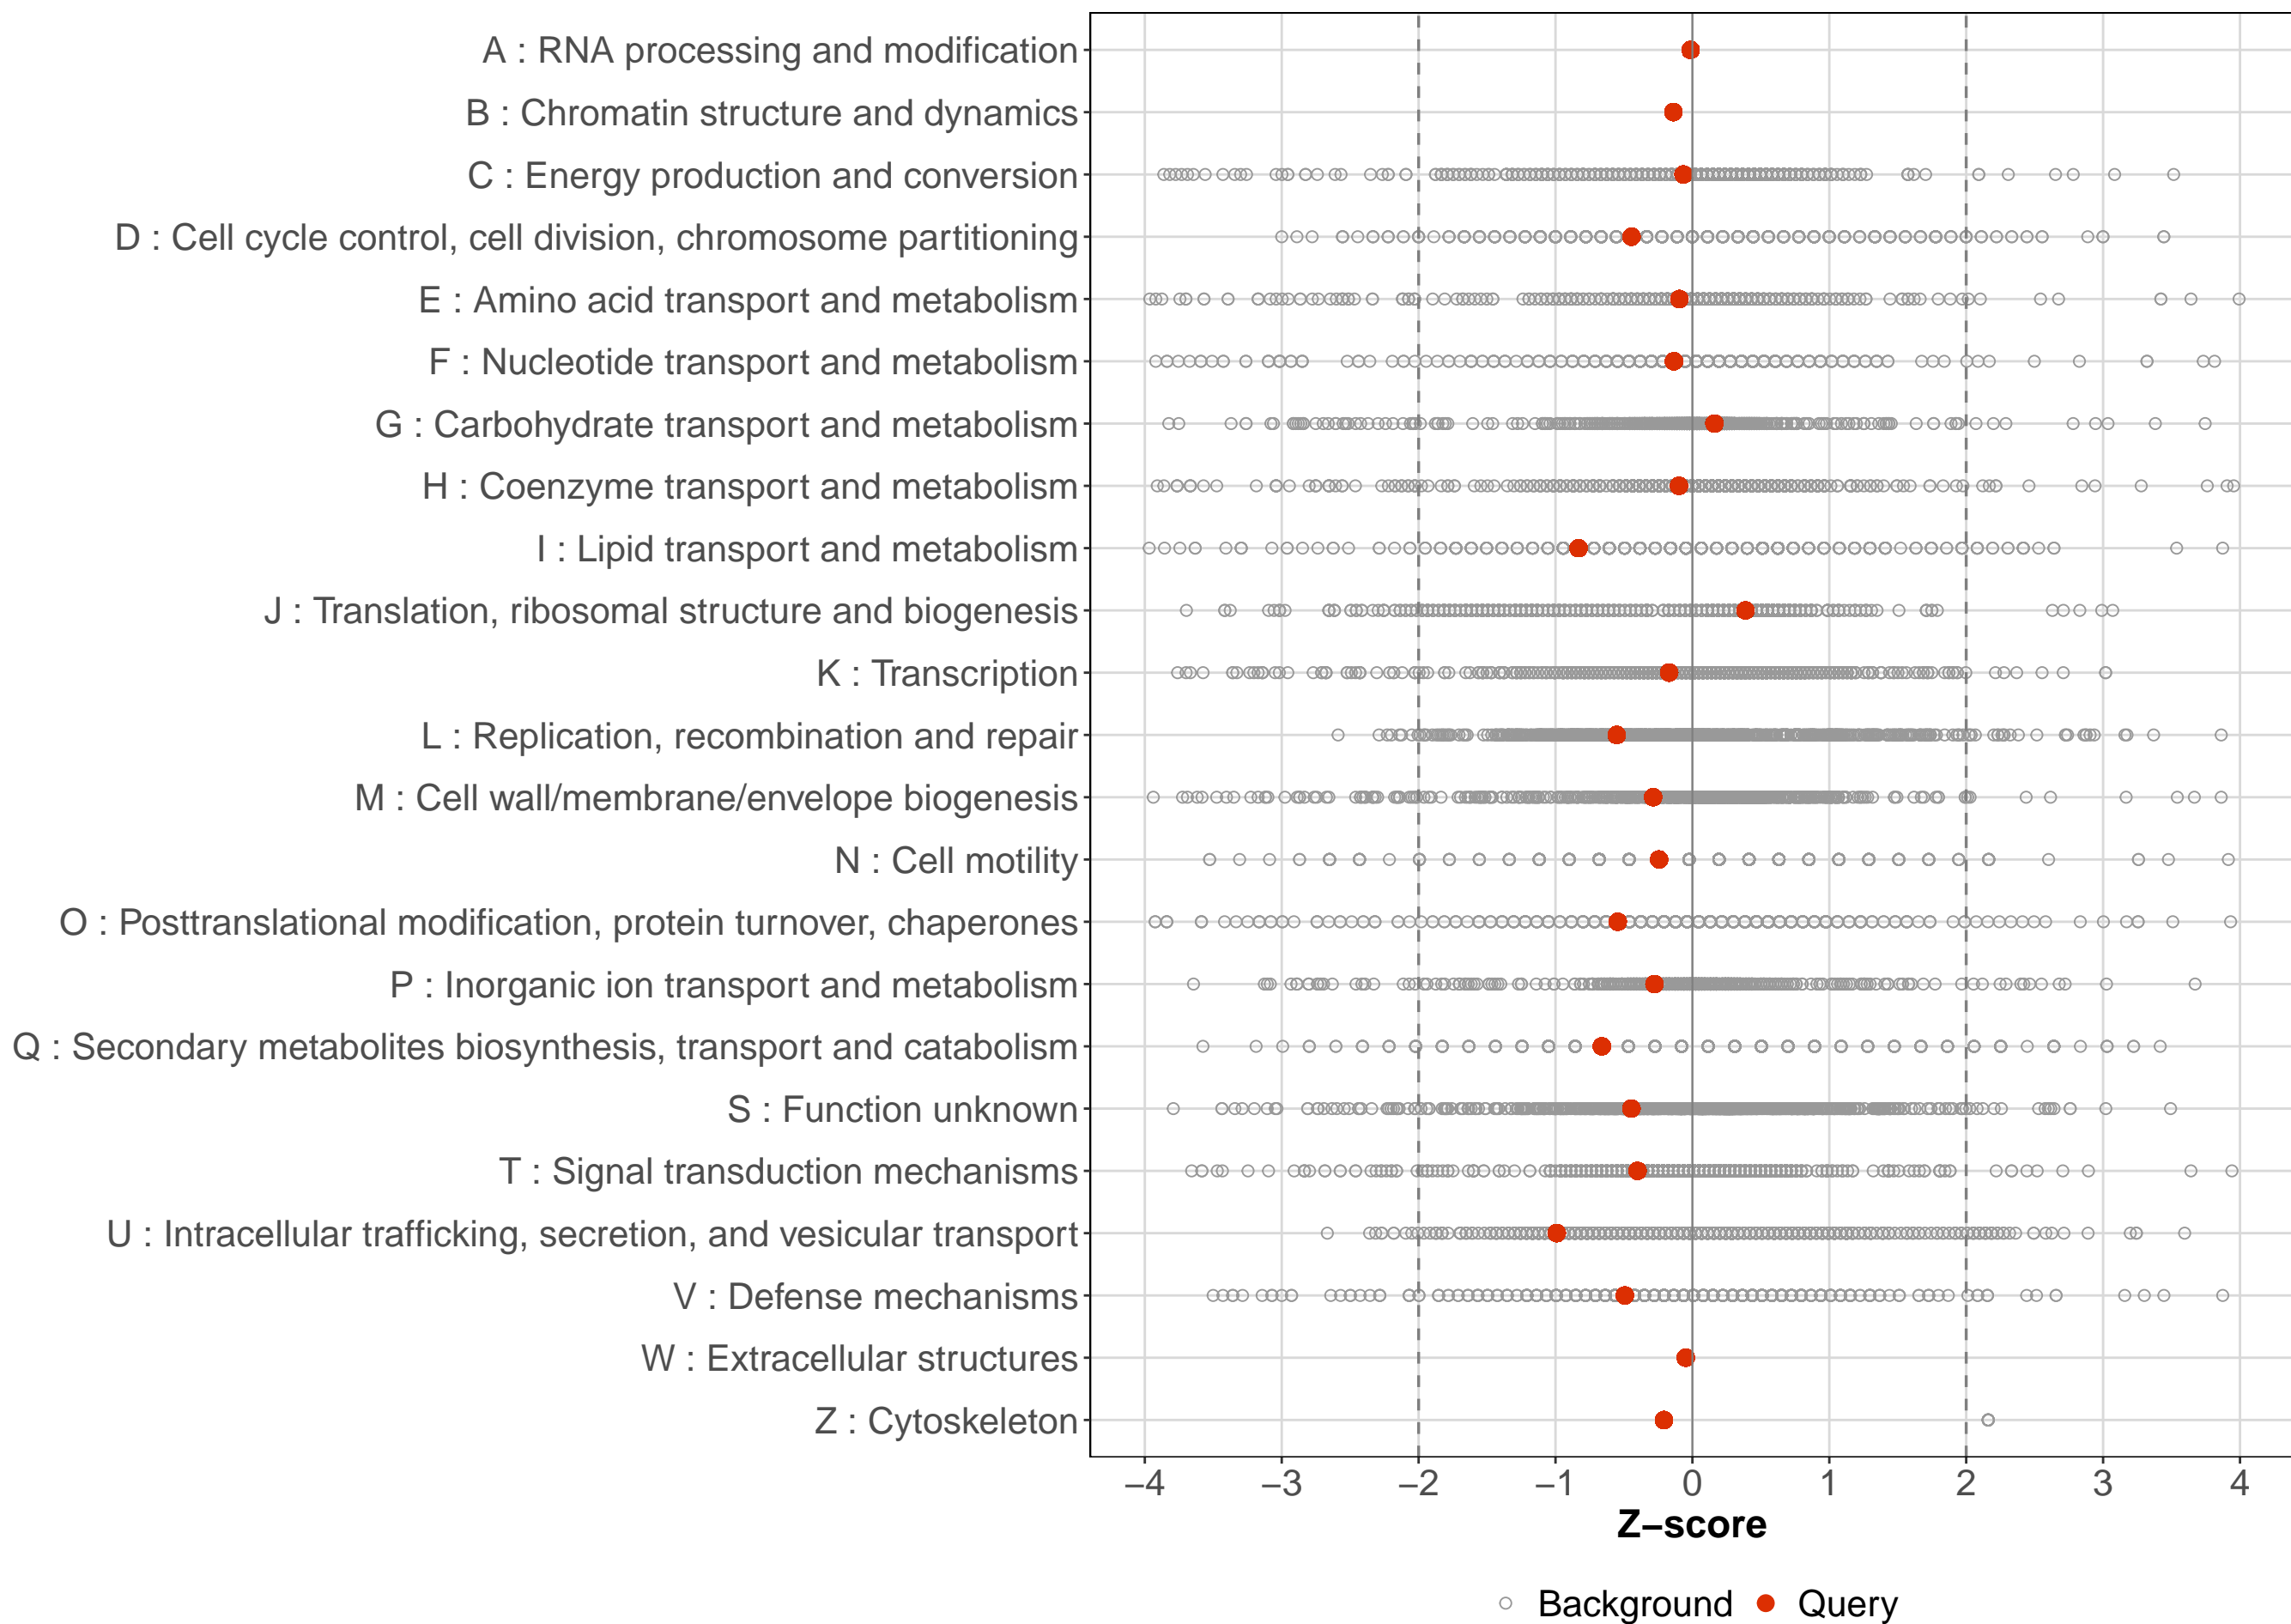 A : RNA processing and modification
B : Chromatin structure and dynamics
C : Energy production and conversion
D : Cell cycle control, cell division, chromosome partitioning
E : Amino acid transport and metabolism
F : Nucleotide transport and metabolism
G : Carbohydrate transport and metabolism
H : Coenzyme transport and metabolism
I : Lipid transport and metabolism
J : Translation, ribosomal structure and biogenesis
K : Transcription
L : Replication, recombination and repair
M : Cell wall/membrane/envelope biogenesis
N : Cell motility
O : Posttranslational modification, protein turnover, chaperones
P : Inorganic ion transport and metabolism
Q : Secondary metabolites biosynthesis, transport and catabolism
S : Function unknown
T : Signal transduction mechanisms
U : Intracellular trafficking, secretion, and vesicular transport
V : Defense mechanisms
W : Extracellular structures
Z : Cytoskeleton
−4 −3 −2 −1 0 1 2 3 4
Z−score
Background Query